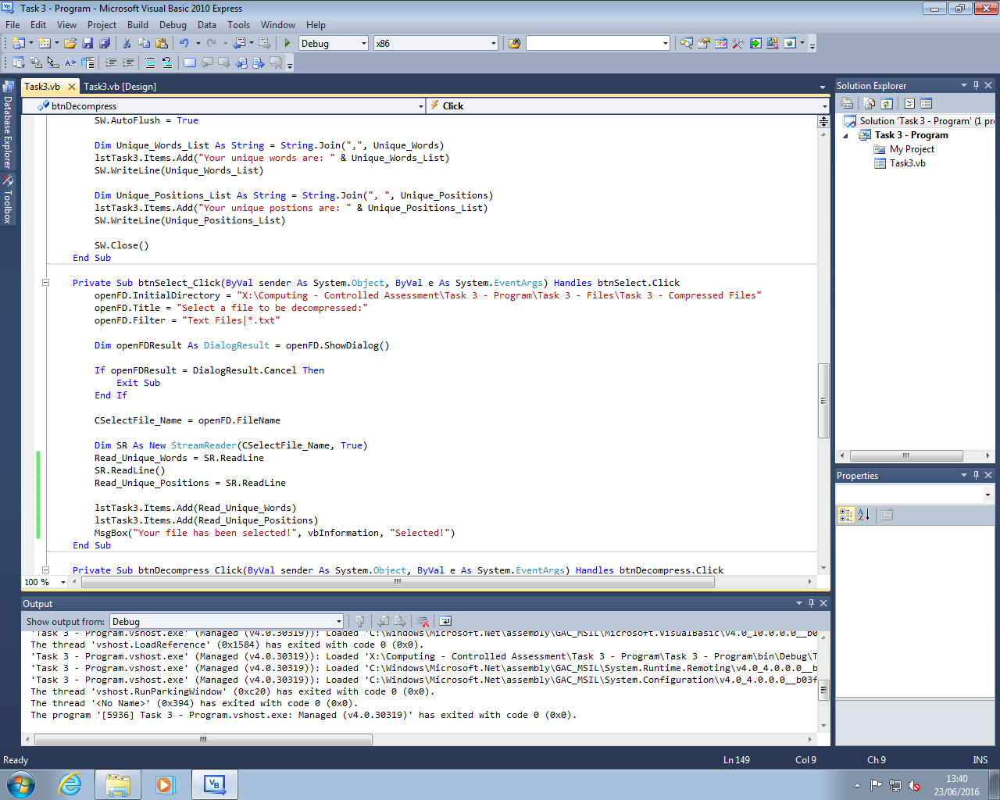 Task 3 - Program - Microsoft Visual Basic 2010 Express
File Edit View Project Build Debug Data Tools Window Help
Debug x86
Task3.vb Task3.vb [Design]
btnDecompress Click
Database Explorer
Toolbox
SW.AutoFlush = True
Dim Unique_Words_List As String = String.Join(",", Unique_Words)
lstTask3.Items.Add("Your unique words are: " & Unique_Words_List)
SW.WriteLine(Unique_Words_List)
Dim Unique_Positions_List As String = String.Join(", ", Unique_Positions)
lstTask3.Items.Add("Your unique postions are: " & Unique_Positions_List)
SW.WriteLine(Unique_Positions_List)
SW.Close()
End Sub
Private Sub btnSelect_Click(ByVal sender As System.Object, ByVal e As System.EventArgs) Handles btnSelect.Click
openFD.InitialDirectory = "X:\Computing - Controlled Assessment\Task 3 - Program\Task 3 - Files\Task 3 - Compressed Files"
openFD.Title = "Select a file to be decompressed:"
openFD.Filter = "Text Files|*.txt"
Dim openFDResult As DialogResult = openFD.ShowDialog()
If openFDResult = DialogResult.Cancel Then
Exit Sub
End If
CSelectFile_Name = openFD.FileName
Dim SR As New StreamReader(CSelectFile_Name, True)
Read_Unique_Words = SR.ReadLine
SR.ReadLine()
Read_Unique_Positions = SR.ReadLine
lstTask3.Items.Add(Read_Unique_Words)
lstTask3.Items.Add(Read_Unique_Positions)
MsgBox("Your file has been selected!", vbInformation, "Selected!")
End Sub
Private Sub btnDecompress_Click(ByVal sender As System.Object, ByVal e As System.EventArgs) Handles btnDecompress.Click
100 %
Solution Explorer
Solution 'Task 3 - Program' (1 pr
Task 3 - Program
My Project
Task3.vb
Properties
Output
Show output from: Debug
'Task 3 - Program.vshost.exe' (Managed (v4.0.30319)): Loaded 'C:\Windows\Microsoft.Net\assembly\GAC_MSIL\Microsoft.VisualBasic\v4.0_10.0.0.0__b03
The thread 'vshost.LoadReference' (0x1584) has exited with code 0 (0x0).
'Task 3 - Program.vshost.exe' (Managed (v4.0.30319)): Loaded 'X:\Computing - Controlled Assessment\Task 3 - Program\Task 3 - Program\bin\Debug\T
'Task 3 - Program.vshost.exe' (Managed (v4.0.30319)): Loaded 'C:\Windows\Microsoft.Net\assembly\GAC_MSIL\System.Runtime.Remoting\v4.0_4.0.0.0__b
'Task 3 - Program.vshost.exe' (Managed (v4.0.30319)): Loaded 'C:\Windows\Microsoft.Net\assembly\GAC_MSIL\System.Configuration\v4.0_4.0.0.0__b03f
The thread 'vshost.RunParkingWindow' (0xc20) has exited with code 0 (0x0).
The thread '<No Name>' (0x394) has exited with code 0 (0x0).
The program '[5936] Task 3 - Program.vshost.exe: Managed (v4.0.30319)' has exited with code 0 (0x0).
Ready Ln 149 Col 9 Ch 9 INS
13:40
23/06/2016